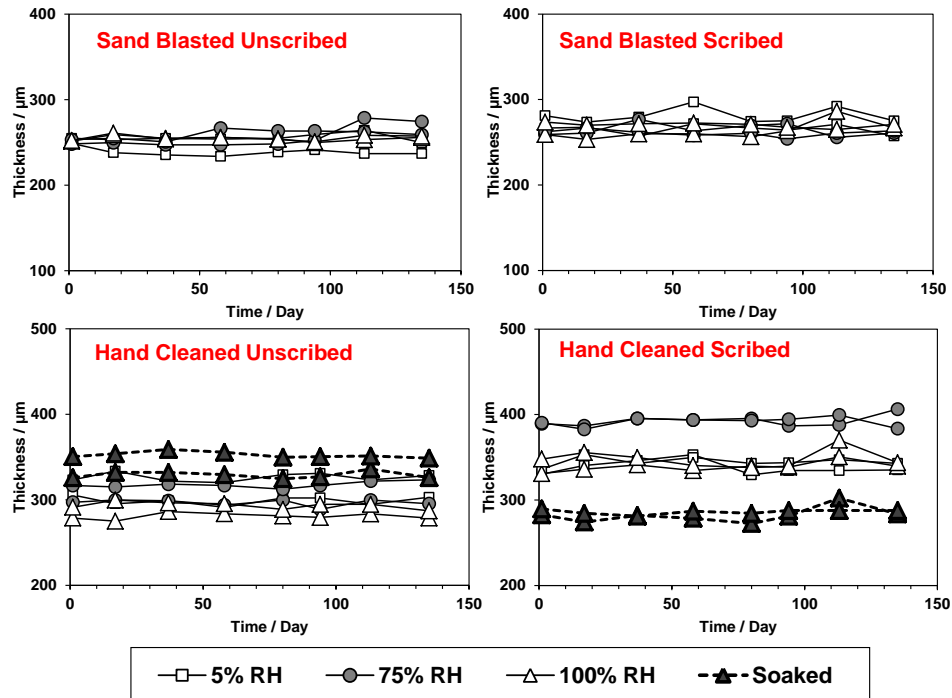 Sand Blasted Unscribed
400
300
200
100
Thickness / µm
0
50
100
150
Time / Day
Sand Blasted Scribed
400
300
200
100
Thickness / µm
0
50
100
150
Time / Day
Hand Cleaned Unscribed
500
400
300
200
Thickness / µm
0
50
100
150
Time / Day
Hand Cleaned Scribed
500
400
300
200
Thickness / µm
0
50
100
150
Time / Day
5% RH
75% RH
100% RH
Soaked